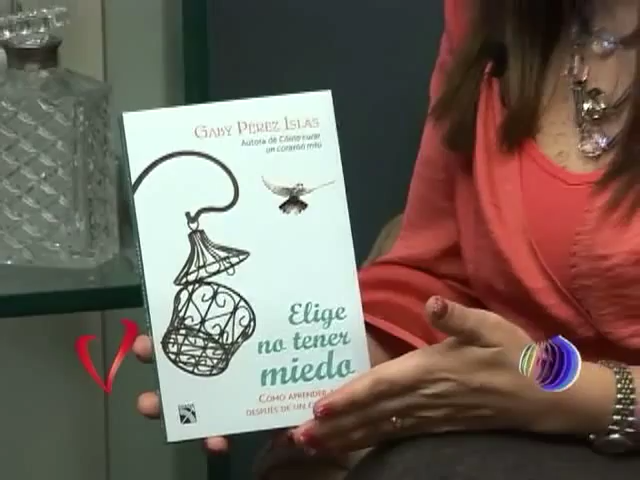 GABY PÉREZ ISLAS
Autora de Cómo curar
un corazón roto
Elige
no tener
miedo
CÓMO APRENDER
DESPUÉS DE UN